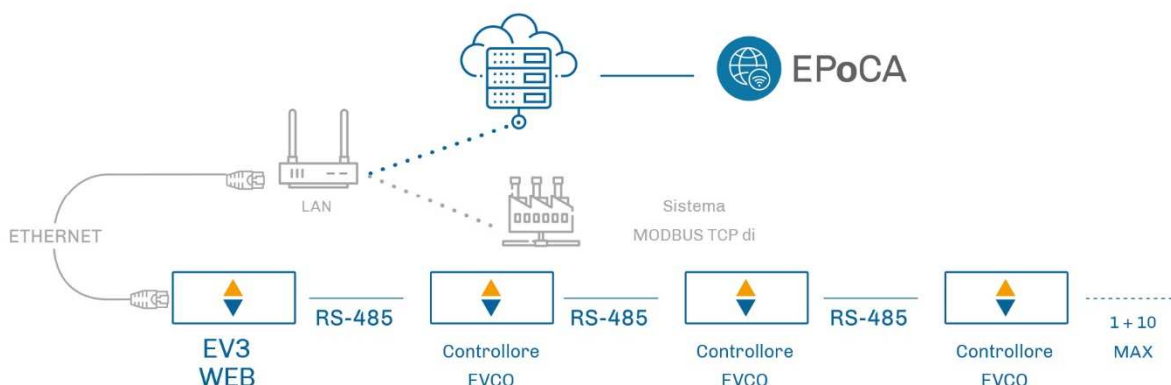 EPoCA
LAN
Sistema
MODBUS TCP di
ETHERNET
RS-485
RS-485
RS-485
1 + 10
MAX
EV3
WEB
Controllore
EVCO
Controllore
EVCO
Controllore
EVCO